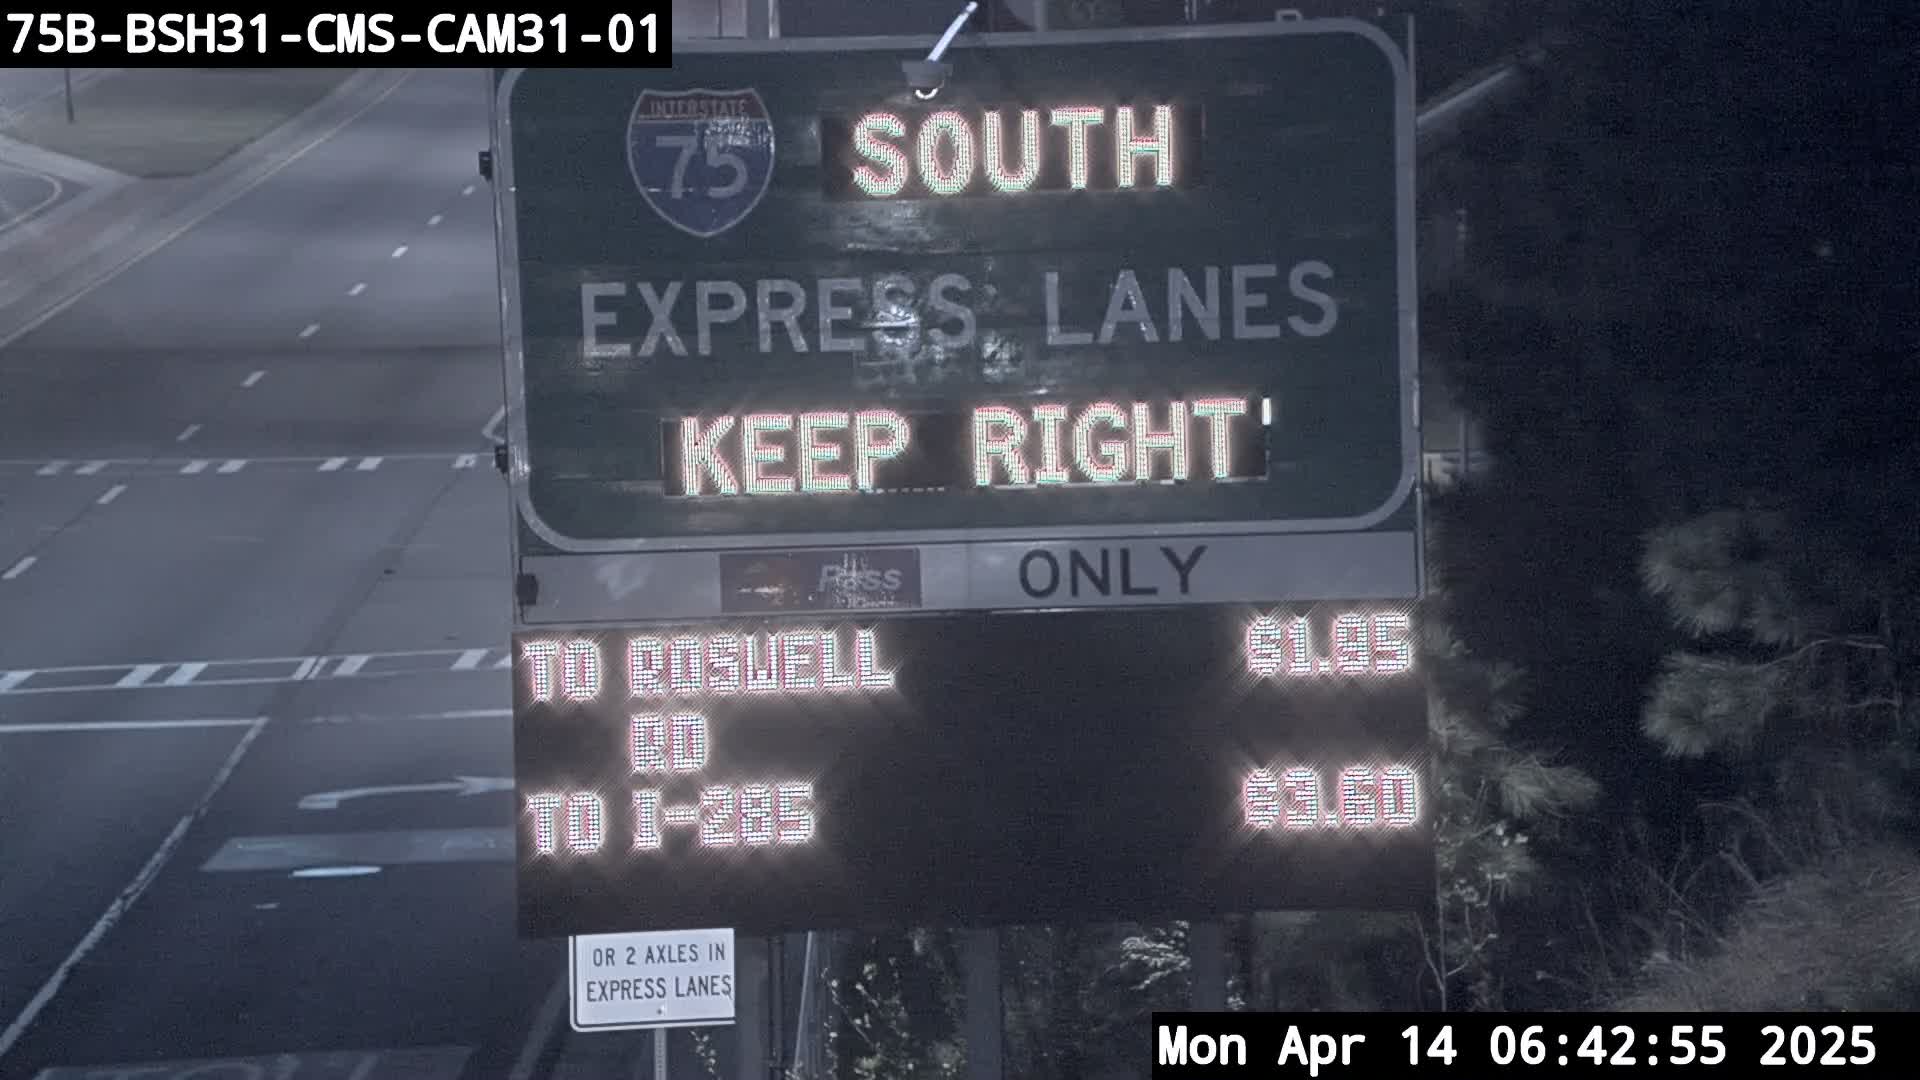 75B-BSH31-CMS-CAM31-01
INTERSTATE
75
SOUTH
EXPRESS LANES
KEEP RIGHT
Pass
ONLY
TO ROSWELL $1.95
RD
TO I-285 $3.60
OR 2 AXLES IN
EXPRESS LANES
Mon Apr 14 06:42:55 2025